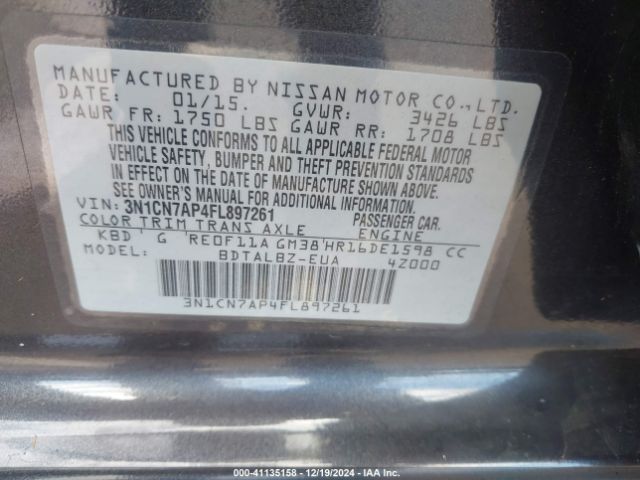 MANUFACTURED BY NISSAN MOTOR CO., LTD.
DATE: 01/15. GVWR: 3426 LBS
GAWR FR: 1750 LBS GAWR RR: 1708 LBS
THIS VEHICLE CONFORMS TO ALL APPLICABLE FEDERAL MOTOR
VEHICLE SAFETY, BUMPER AND THEFT PREVENTION STANDARDS
IN EFFECT ON THE DATE OF MANUFACTURE SHOWN ABOVE.
SEE OWNER'S MANUAL FOR ADDITIONAL INFORMATION.
VIN: 3N1CN7AP4FL897261 PASSENGER CAR.
COLOR TRIM TRANS AXLE ENGINE
KBD G RE0F11A GM38 HR16DE1598 CC
MODEL: BDTALBZ-EUA 4Z000
3N1CN7AP4FL897261
000-41135158 - 12/19/2024 - IAA Inc.